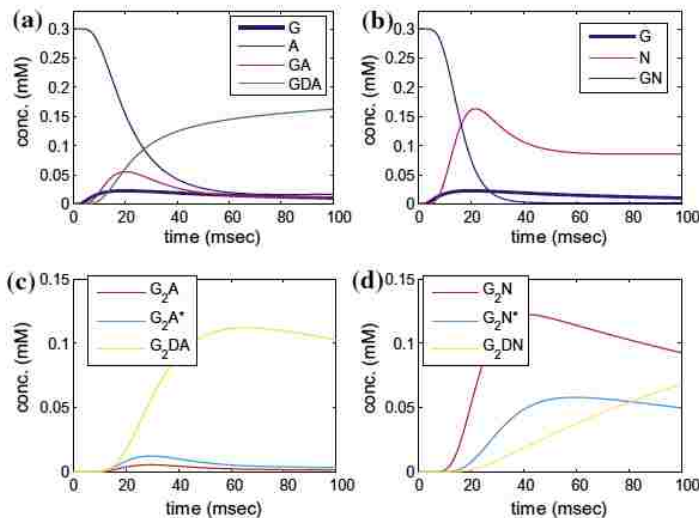 (a)
conc. (mM)
0.3
0.25
0.2
0.15
0.1
0.05
0
G
A
GA
GDA
0 20 40 60 80 100
time (msec)
(b)
conc. (mM)
0.3
0.25
0.2
0.15
0.1
0.05
0
G
N
GN
0 20 40 60 80 100
time (msec)
(c)
conc. (mM)
0.15
0.1
0.05
0
G2A
G2A*
G2DA
0 20 40 60 80 100
time (msec)
(d)
conc. (mM)
0.15
0.1
0.05
0
G2N
G2N*
G2DN
0 20 40 60 80 100
time (msec)